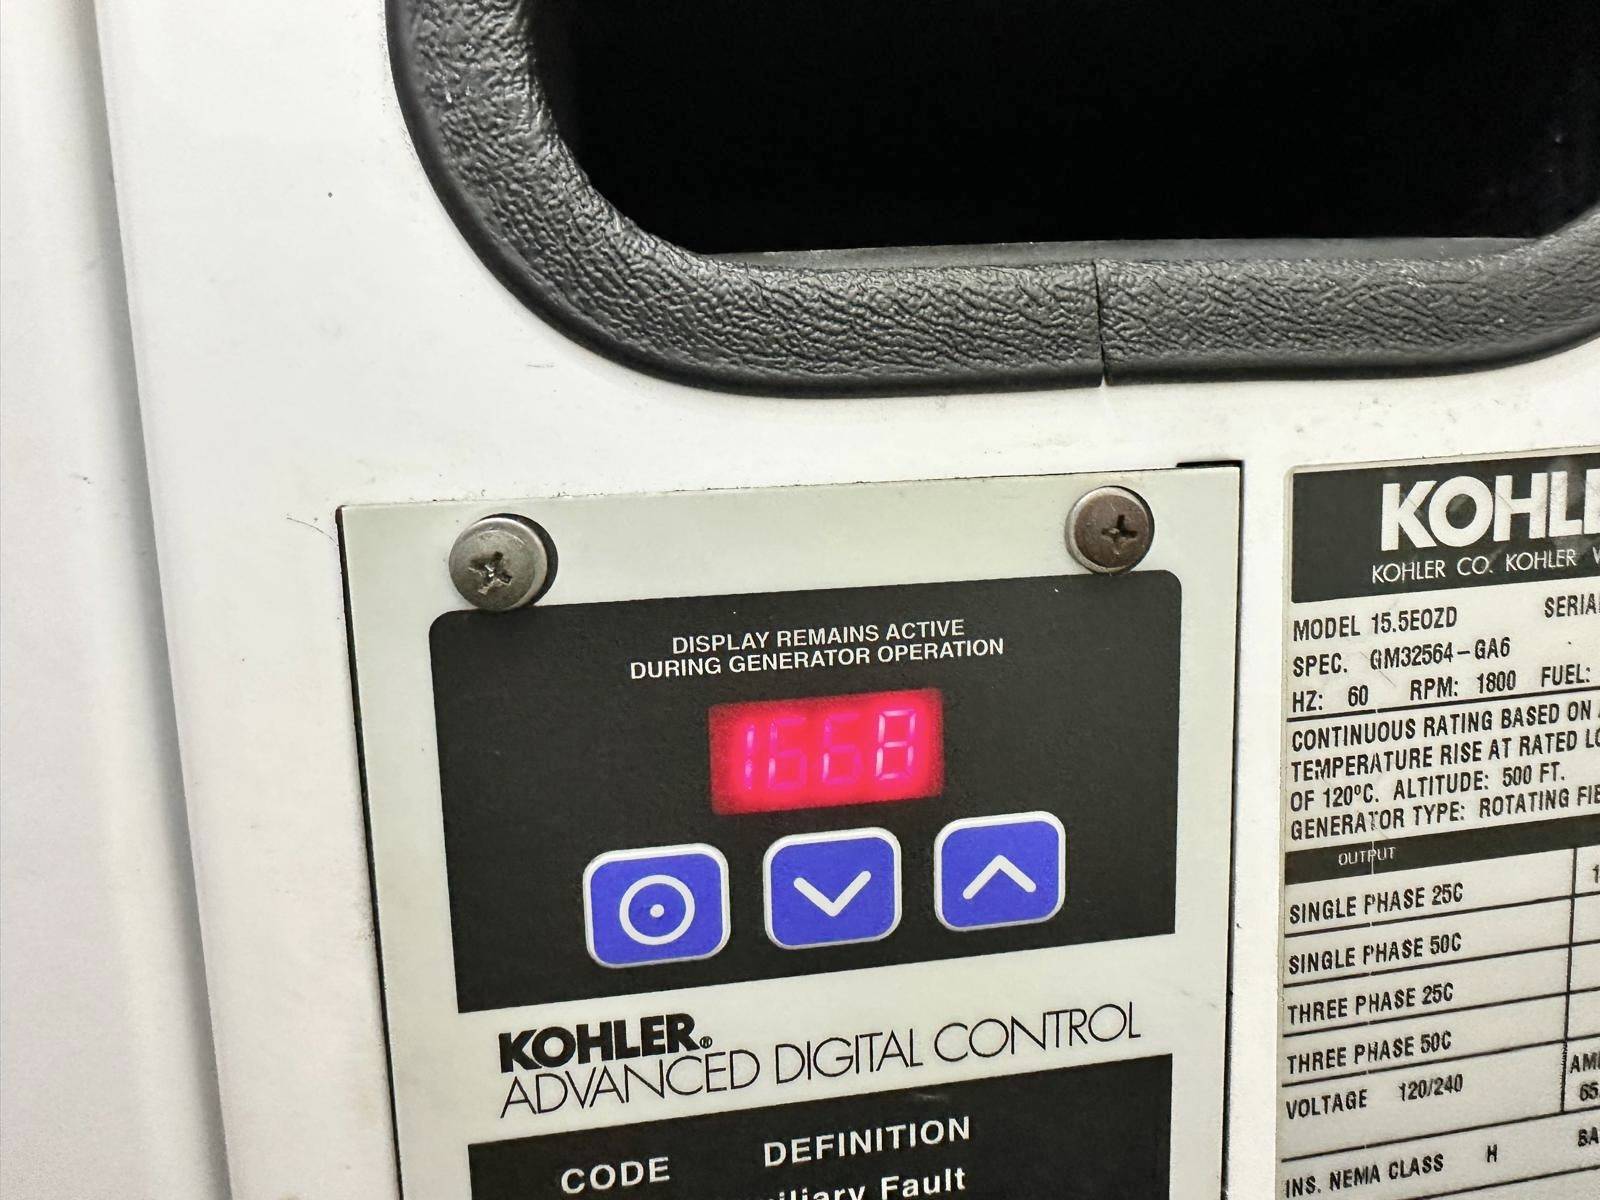 DISPLAY REMAINS ACTIVE
DURING GENERATOR OPERATION
1668
KOHLER®
ADVANCED DIGITAL CONTROL
CODE DEFINITION
Fault
KOHLER CO. KOHLER
MODEL 15.5EOZD
SPEC. GM32564-GA6
HZ: 60 RPM: 1800 FUEL:
CONTINUOUS RATING BASED ON
TEMPERATURE RISE AT RATED
OF 120ºC. ALTITUDE: 500 FT.
GENERATOR TYPE: ROTATING
OUTPUT
SINGLE PHASE 25C
SINGLE PHASE 50C
THREE PHASE 25C
THREE PHASE 50C
VOLTAGE 120/240
INS. NEMA CLASS H